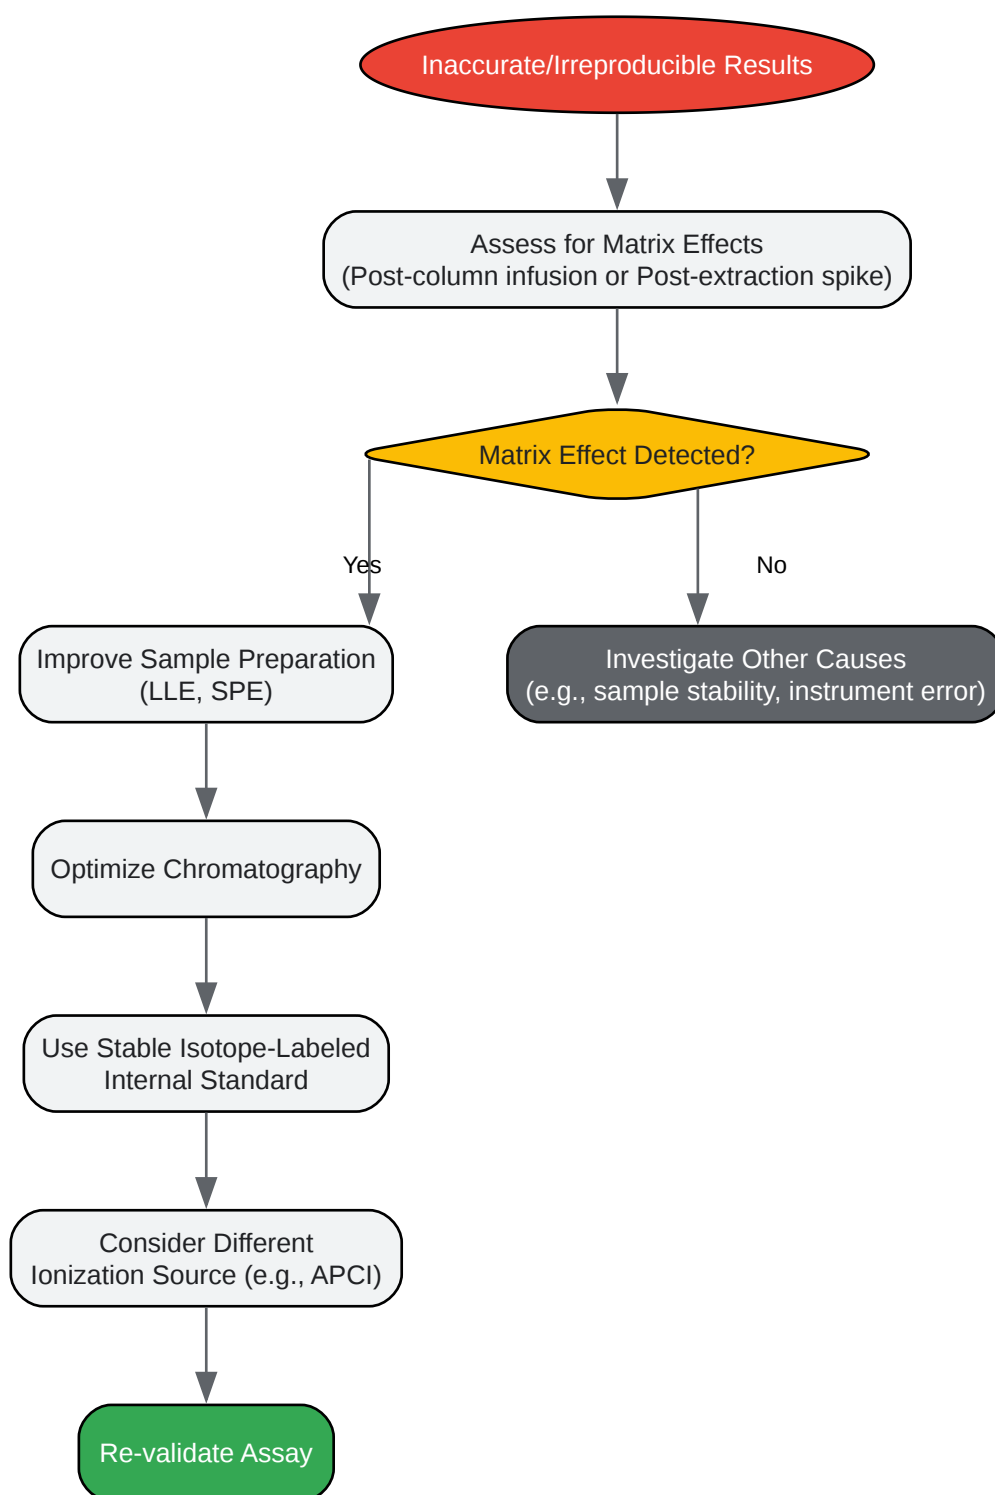 Inaccurate/Irreproducible Results
Assess for Matrix Effects
(Post-column infusion or Post-extraction spike)
Matrix Effect Detected?
Yes
No
Improve Sample Preparation
(LLE, SPE)
Investigate Other Causes
(e.g., sample stability, instrument error)
Optimize Chromatography
Use Stable Isotope-Labeled
Internal Standard
Consider Different
Ionization Source (e.g., APCI)
Re-validate Assay